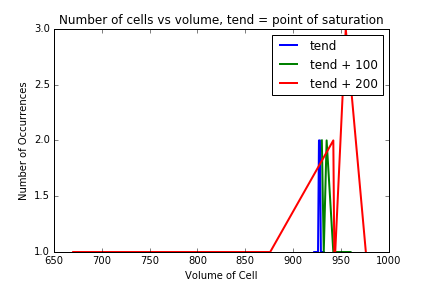 Number of cells vs volume, tend = point of saturation
3.0
2.5
2.0
1.5
1.0
Number of Occurrences
tend
tend + 100
tend + 200
650 700 750 800 850 900 950 1000
Volume of Cell